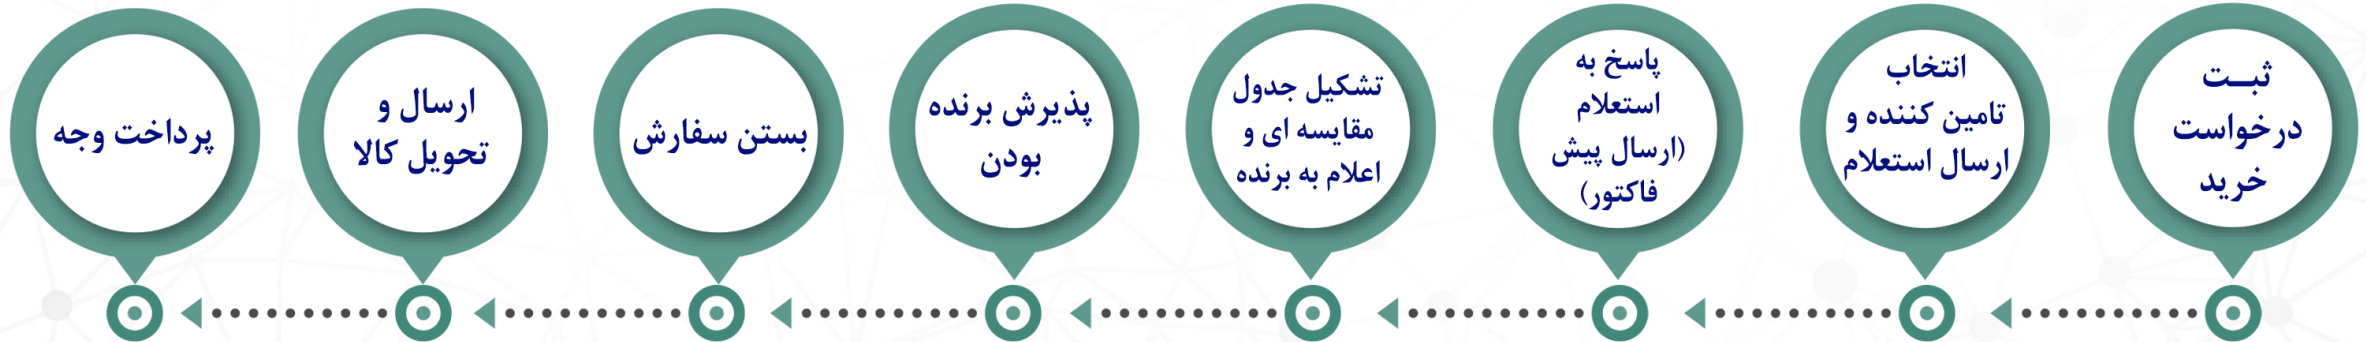 ثبــت
درخواست
خرید
انتخاب
تامین کننده و
ارسال استعلام
پاسخ به
استعلام
(ارسال پیش
فاکتور)
تشکیل جدول
مقایسه ای و
اعلام به برنده
پذیرش برنده
بودن
بستن سفارش
ارسال و
تحویل کالا
پرداخت وجه